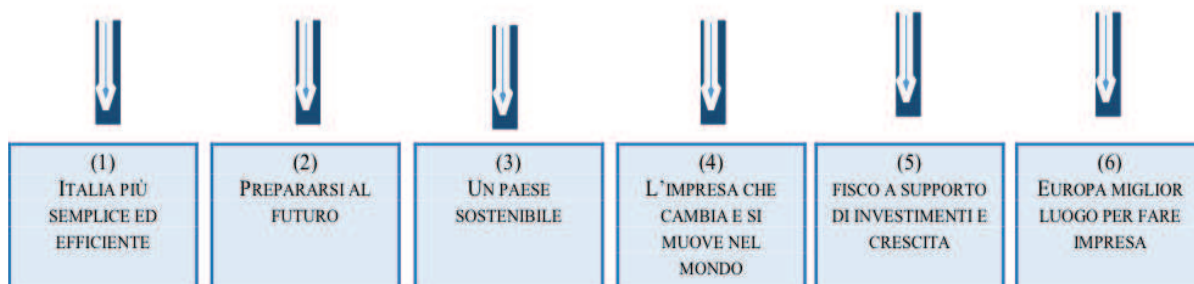 (1)
ITALIA PIÙ
SEMPLICE ED
EFFICIENTE
(2)
PREPARARSI AL
FUTURO
(3)
UN PAESE
SOSTENIBILE
(4)
L'IMPRESA CHE
CAMBIA E SI
MUOVE NEL
MONDO
(5)
FISCO A SUPPORTO
DI INVESTIMENTI E
CRESCITA
(6)
EUROPA MIGLIOR
LUOGO PER FARE
IMPRESA